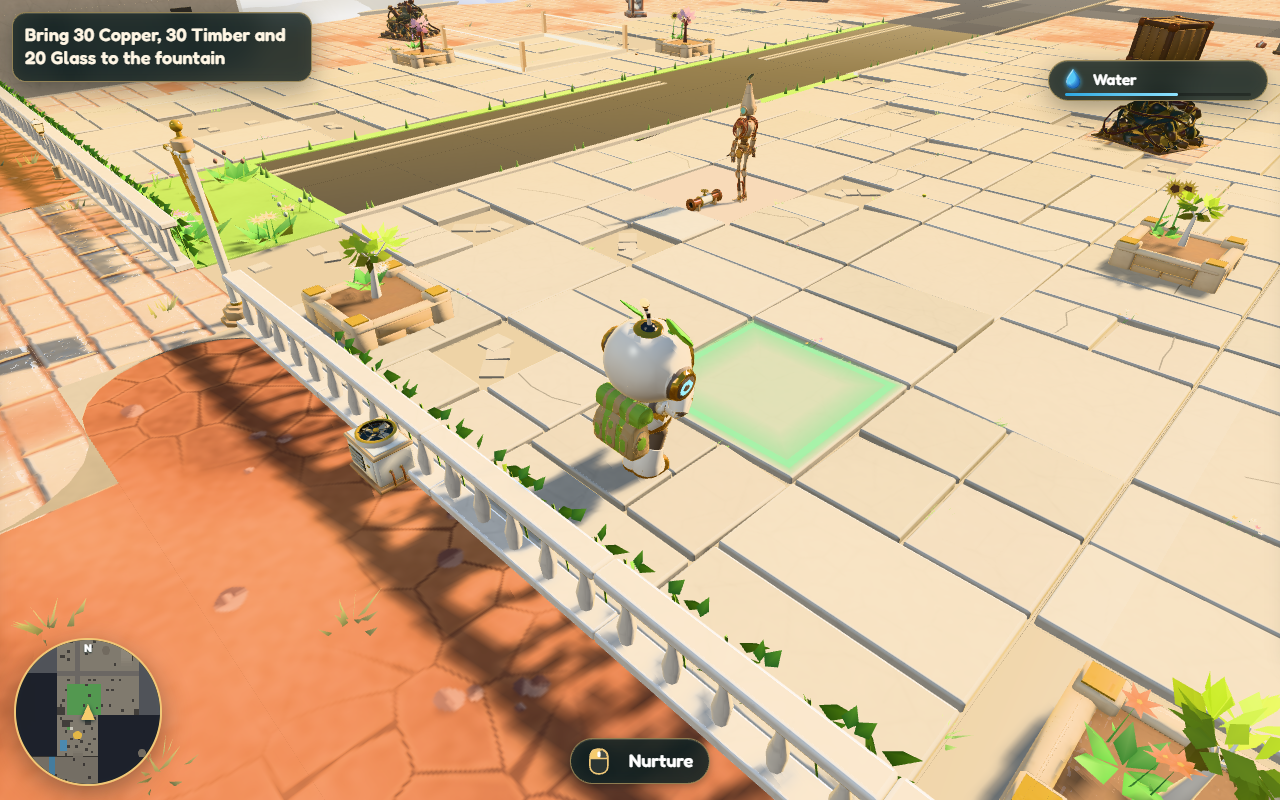 Bring 30 Copper, 30 Timber and
20 Glass to the fountain
Water
N
Nurture